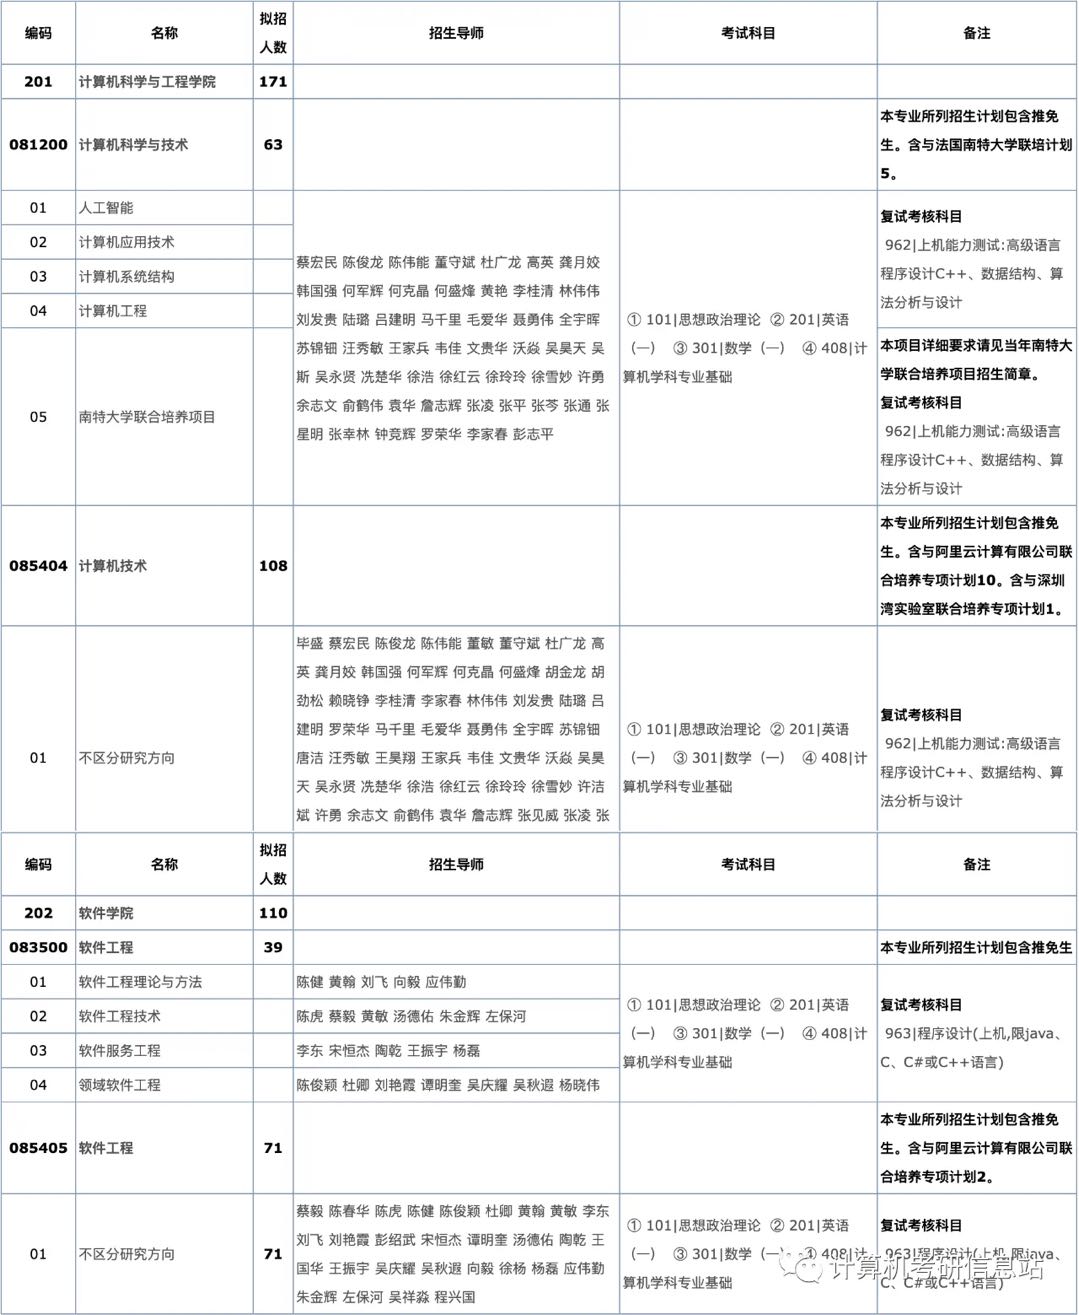 编码 名称 拟招人数 招生导师 考试科目 备注
201 计算机科学与工程学院 171
081200 计算机科学与技术 63
本专业所列招生计划包含推免
生。含与法国南特大学联培计划
5。
01 人工智能
02 计算机应用技术
03 计算机系统结构
04 计算机工程
05 南特大学联合培养项目
蔡宏民 陈俊龙 陈伟能 董守斌 杜广龙 高英 龚月姣
韩国强 何军辉 何克晶 何盛烽 黄艳 李桂清 林伟伟
刘发贵 陆璐 吕建明 马千里 毛爱华 聂勇伟 全宇晖
苏锦钿 汪秀敏 王家兵 韦佳 文贵华 沃焱 吴昊天 吴
斯 吴永贤 冼楚华 徐浩 徐红云 徐玲玲 徐雪妙 许勇
余志文 俞鹤伟 袁华 詹志辉 张凌 张平 张芩 张通 张
星明 张幸林 钟竞辉 罗荣华 李家春 彭志平
① 101|思想政治理论 ② 201|英语
（一） ③ 301|数学（一） ④ 408|计
算机学科专业基础
复试考核科目
962|上机能力测试:高级语言
程序设计C++、数据结构、算
法分析与设计
本项目详细要求请见当年南特大
学联合培养项目招生简章。
复试考核科目
962|上机能力测试:高级语言
程序设计C++、数据结构、算
法分析与设计
085404 计算机技术 108
本专业所列招生计划包含推免
生。含与阿里云计算有限公司联
合培养专项计划10。含与深圳
湾实验室联合培养专项计划1。
01 不区分研究方向
毕盛 蔡宏民 陈俊龙 陈伟能 董敏 董守斌 杜广龙 高
英 龚月姣 韩国强 何军辉 何克晶 何盛烽 胡金龙 胡
劲松 赖晓铮 李桂清 李家春 林伟伟 刘发贵 陆璐 吕
建明 罗荣华 马千里 毛爱华 聂勇伟 全宇晖 苏锦钿
唐洁 汪秀敏 王昊翔 王家兵 韦佳 文贵华 沃焱 吴昊
天 吴永贤 冼楚华 徐浩 徐红云 徐玲玲 徐雪妙 许洁
斌 许勇 余志文 俞鹤伟 袁华 詹志辉 张见威 张凌 张
① 101|思想政治理论 ② 201|英语
（一） ③ 301|数学（一） ④ 408|计
算机学科专业基础
复试考核科目
962|上机能力测试:高级语言
程序设计C++、数据结构、算
法分析与设计
编码 名称 拟招人数 招生导师 考试科目 备注
202 软件学院 110
083500 软件工程 39 本专业所列招生计划包含推免生
01 软件工程理论与方法 陈健 黄翰 刘飞 向毅 应伟勤
02 软件工程技术 陈虎 蔡毅 黄敏 汤德佑 朱金辉 左保河
03 软件服务工程 李东 宋恒杰 陶乾 王振宇 杨磊
04 领域软件工程 陈俊颖 杜卿 刘艳霞 谭明奎 吴庆耀 吴秋遐 杨晓伟
① 101|思想政治理论 ② 201|英语
（一） ③ 301|数学（一） ④ 408|计
算机学科专业基础
复试考核科目
963|程序设计(上机,限java、
C、C#或C++语言)
085405 软件工程 71
本专业所列招生计划包含推免
生。含与阿里云计算有限公司联
合培养专项计划2。
01 不区分研究方向 71
蔡毅 陈春华 陈虎 陈健 陈俊颖 杜卿 黄翰 黄敏 李东
刘飞 刘艳霞 彭绍武 宋恒杰 谭明奎 汤德佑 陶乾 王
国华 王振宇 吴庆耀 吴秋遐 向毅 徐杨 杨磊 应伟勤
朱金辉 左保河 吴祥淼 程兴国
① 101|思想政治理论 ② 201|英语
（一） ③ 301|数学（一） ④ 408|计
算机学科专业基础
复试考核科目
963|程序设计(上机,限java、
C、C#或C++语言)
计算机考研信息站